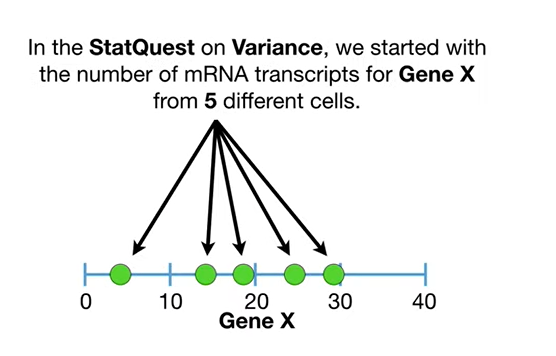 In the StatQuest on Variance, we started with
the number of mRNA transcripts for Gene X
from 5 different cells.
0 10 20 30 40
Gene X